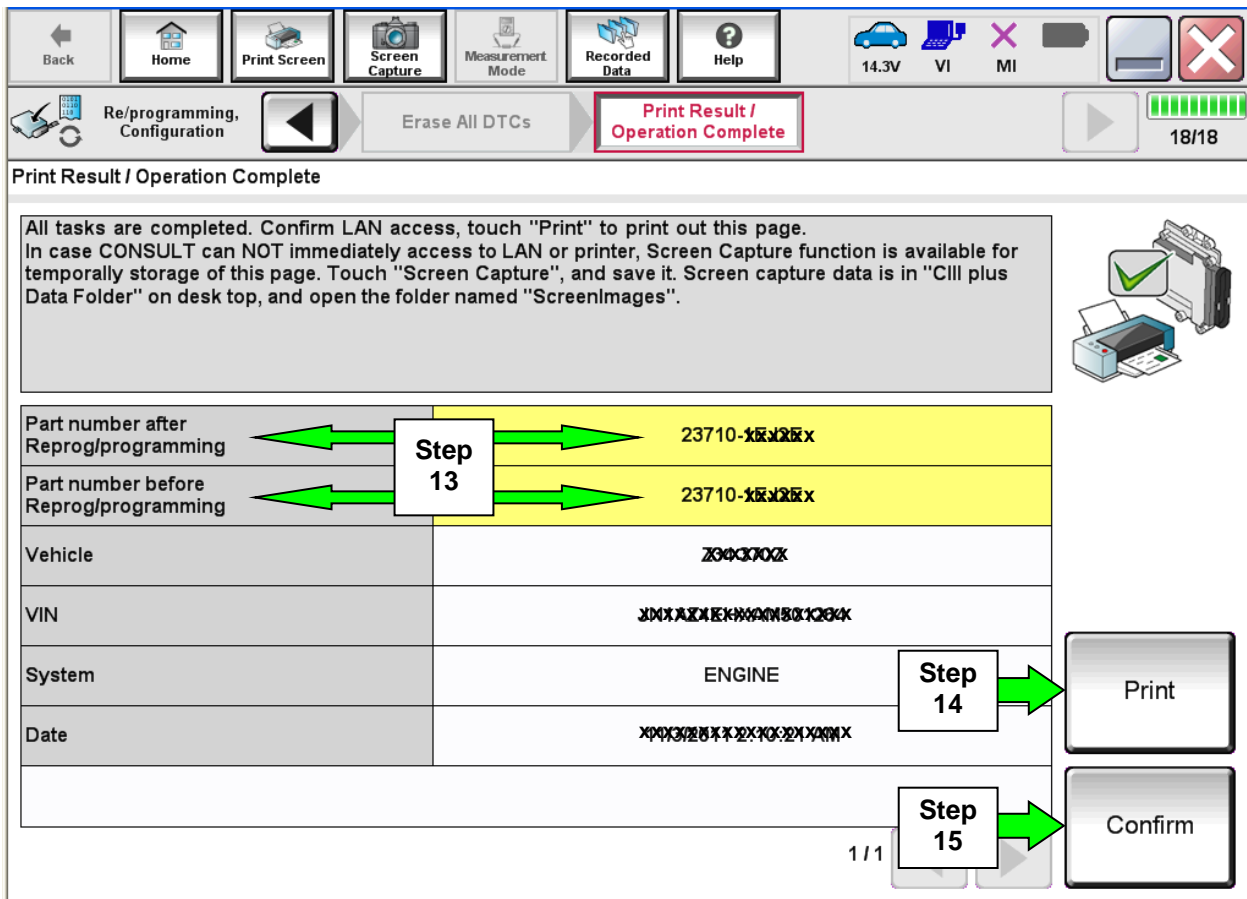 Back
Home
Print Screen
Screen
Capture
Measurement
Mode
Recorded
Data
Help
14.3V
VI
MI
Re/programming,
Configuration
Erase All DTCs
Print Result /
Operation Complete
18/18
Print Result / Operation Complete
All tasks are completed. Confirm LAN access, touch "Print" to print out this page.
In case CONSULT can NOT immediately access to LAN or printer, Screen Capture function is available for
temporally storage of this page. Touch "Screen Capture", and save it. Screen capture data is in "CIII plus
Data Folder" on desk top, and open the folder named "ScreenImages".
Part number after
Reprog/programming
Step
13
23710-
Part number before
Reprog/programming
23710-
Vehicle
VIN
System
ENGINE
Step
14
Print
Date
Step
15
Confirm
1/1